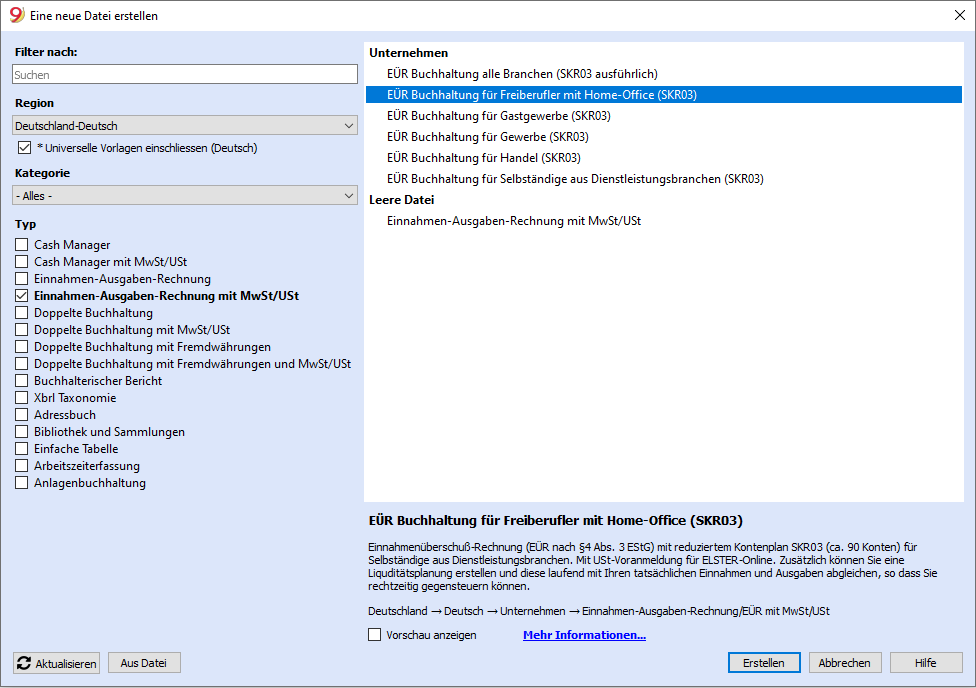 Eine neue Datei erstellen
Filter nach:
Suchen
Region
Deutschland-Deutsch
* Universelle Vorlagen einschliessen (Deutsch)
Kategorie
- Alles -
Typ
Cash Manager
Cash Manager mit MwSt/USt
Einnahmen-Ausgaben-Rechnung
Einnahmen-Ausgaben-Rechnung mit MwSt/USt
Doppelte Buchhaltung
Doppelte Buchhaltung mit MwSt/USt
Doppelte Buchhaltung mit Fremdwährungen
Doppelte Buchhaltung mit Fremdwährungen und MwSt/USt
Buchhalterischer Bericht
Xbrl Taxonomie
Adressbuch
Bibliothek und Sammlungen
Einfache Tabelle
Arbeitszeiterfassung
Anlagenbuchhaltung
Unternehmen
EÜR Buchhaltung alle Branchen (SKR03 ausführlich)
EÜR Buchhaltung für Freiberufler mit Home-Office (SKR03)
EÜR Buchhaltung für Gastgewerbe (SKR03)
EÜR Buchhaltung für Gewerbe (SKR03)
EÜR Buchhaltung für Handel (SKR03)
EÜR Buchhaltung für Selbständige aus Dienstleistungsbranchen (SKR03)
Leere Datei
Einnahmen-Ausgaben-Rechnung mit MwSt/USt
EÜR Buchhaltung für Freiberufler mit Home-Office (SKR03)
Einnahmenüberschuß-Rechnung (EÜR nach §4 Abs. 3 EStG) mit reduziertem Kontenplan SKR03 (ca. 90 Konten) für
Selbständige aus Dienstleistungsbranchen. Mit USt-Voranmeldung für ELSTER-Online. Zusätzlich können Sie eine
Liquditätsplanung erstellen und diese laufend mit Ihren tatsächlichen Einnahmen und Ausgaben abgleichen, so dass Sie
rechtzeitig gegensteuern können.
Deutschland → Deutsch → Unternehmen → Einnahmen-Ausgaben-Rechnung/EÜR mit MwSt/USt
Vorschau anzeigen
Mehr Informationen...
Aktualisieren
Aus Datei
Erstellen
Abbrechen
Hilfe